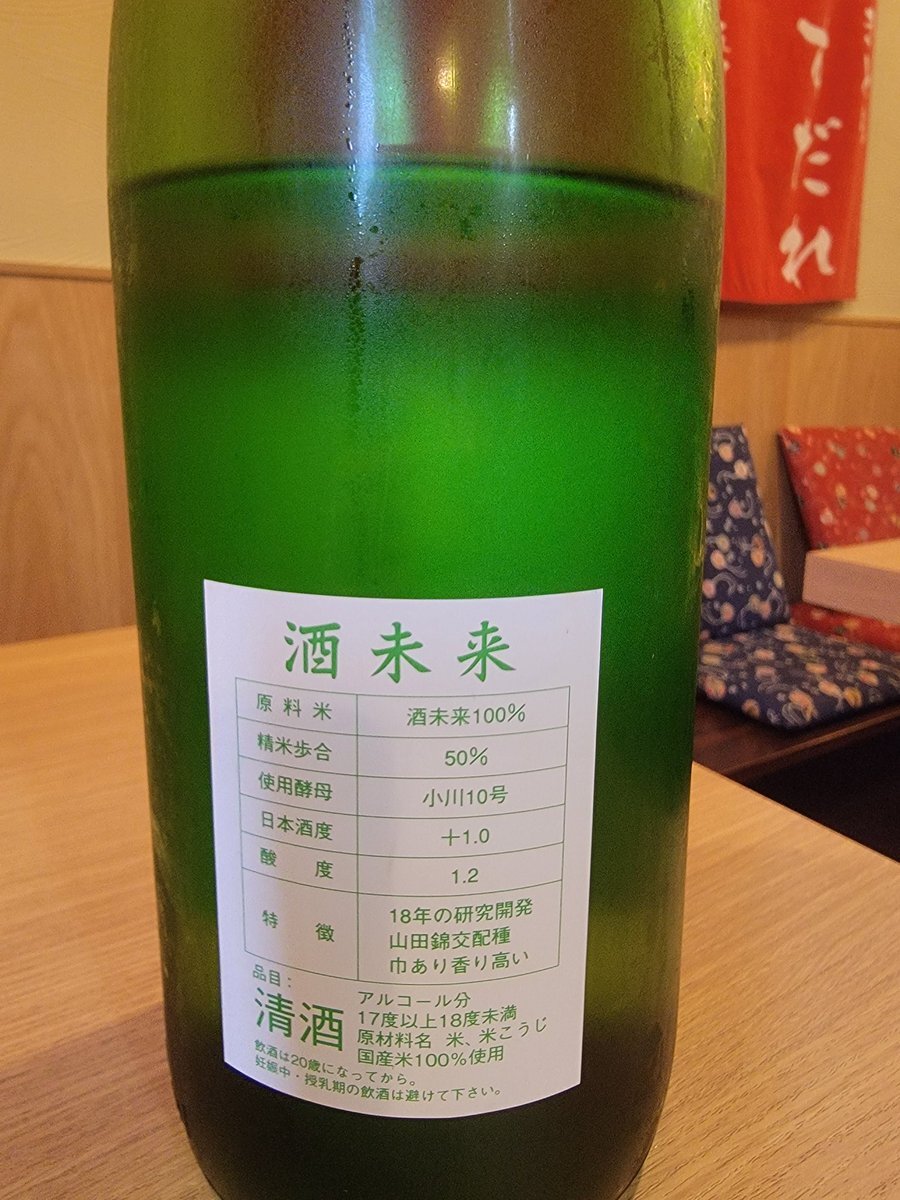 てだれ
酒未来
原料米 酒未来100%
精米歩合 50%
使用酵母 小川10号
日本酒度 +1.0
酸度 1.2
特徴 18年の研究開発
山田錦交配種
巾あり香り高い
品目:
清酒
アルコール分
17度以上18度未満
原材料名 米、米こうじ
国産米100%使用
飲酒は20歳になってから。
妊娠中・授乳期の飲酒は避けて下さい。